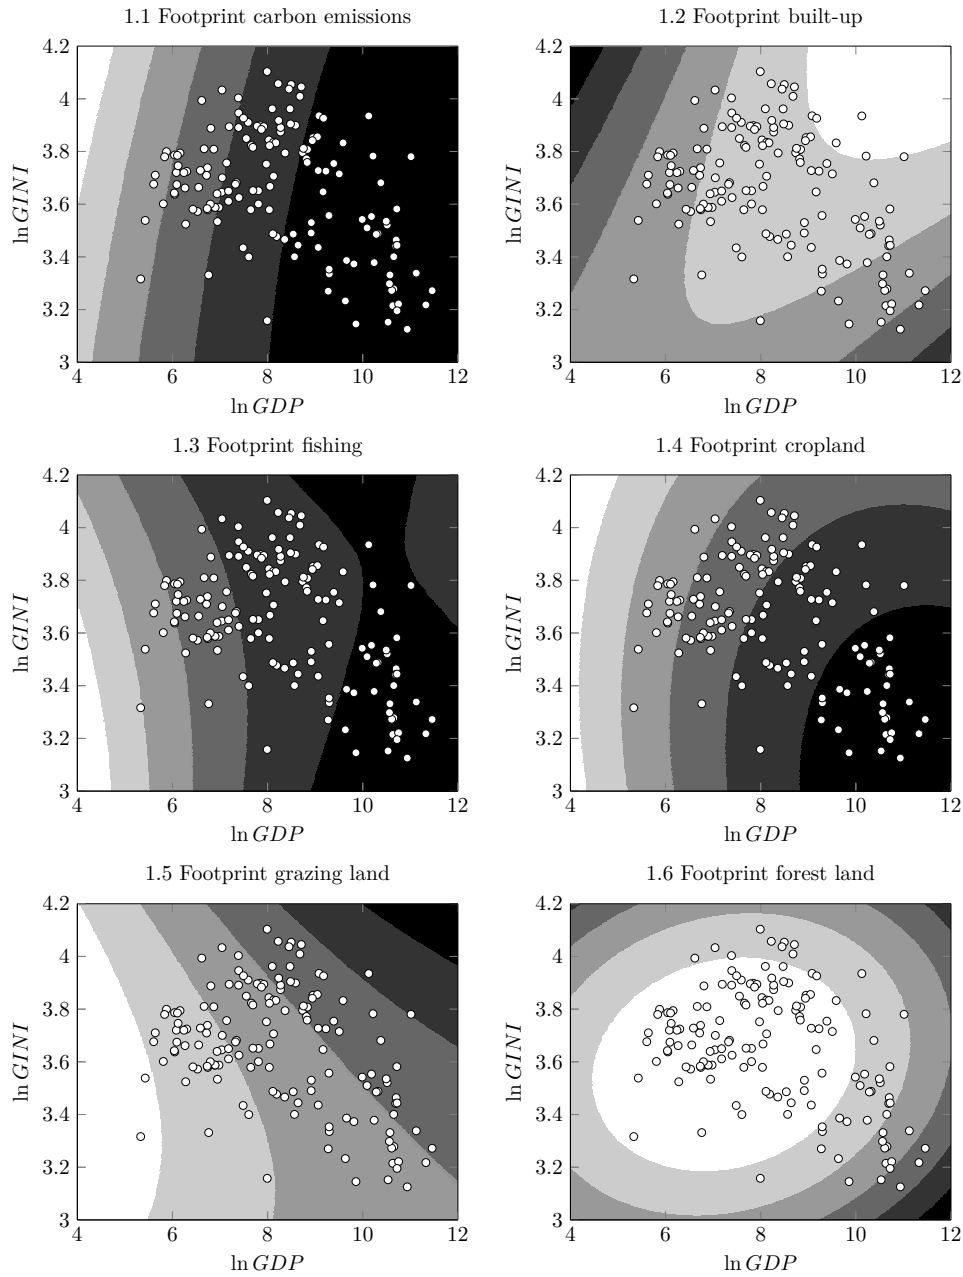 1.1 Footprint carbon emissions
1.2 Footprint built-up
4.2
4
3.8
3.6
3.4
3.2
3
ln GINI
4 6 8 10 12
ln GDP
4.2
4
3.8
3.6
3.4
3.2
3
ln GINI
4 6 8 10 12
ln GDP
1.3 Footprint fishing
1.4 Footprint cropland
4.2
4
3.8
3.6
3.4
3.2
3
ln GINI
4 6 8 10 12
ln GDP
4.2
4
3.8
3.6
3.4
3.2
3
ln GINI
4 6 8 10 12
ln GDP
1.5 Footprint grazing land
1.6 Footprint forest land
4.2
4
3.8
3.6
3.4
3.2
3
ln GINI
4 6 8 10 12
ln GDP
4.2
4
3.8
3.6
3.4
3.2
3
ln GINI
4 6 8 10 12
ln GDP